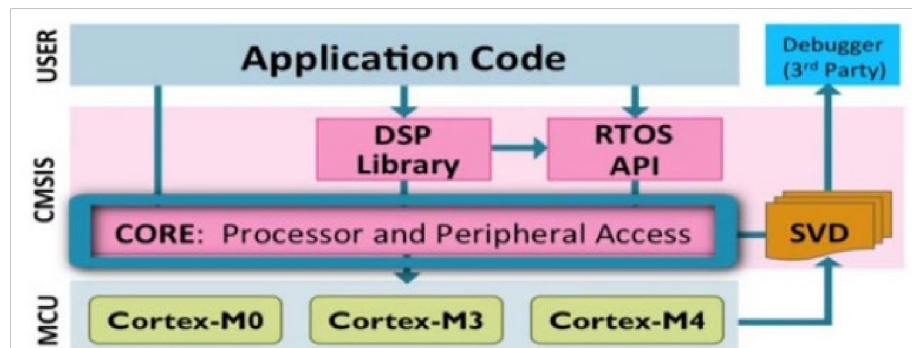 USER
Application Code
Debugger
(3rd Party)
CMSIS
DSP
Library
RTOS
API
CORE: Processor and Peripheral Access
SVD
MCU
Cortex-M0
Cortex-M3
Cortex-M4